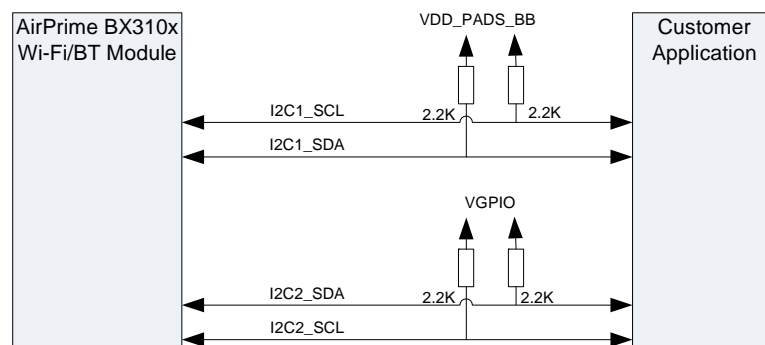 AirPrime BX310x
Wi-Fi/BT Module
VDD_PADS_BB
Customer
Application
I2C1_SCL
2.2K
2.2K
I2C1_SDA
VGPIO
I2C2_SDA
2.2K
2.2K
I2C2_SCL